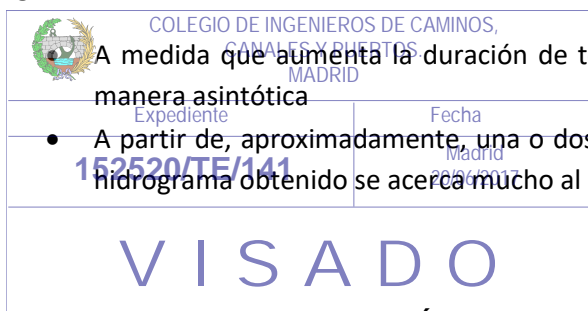 COLEGIO DE INGENIEROS DE CAMINOS,
CANALES Y PUERTOS.
MADRID
A medida que aumenta la duración de t
manera asintótica
Expediente Fecha
• A partir de, aproximadamente, una o dos
152520/TE/141 Madrid
20/06/2017
hidrograma obtenido se acerca mucho al
VISADO